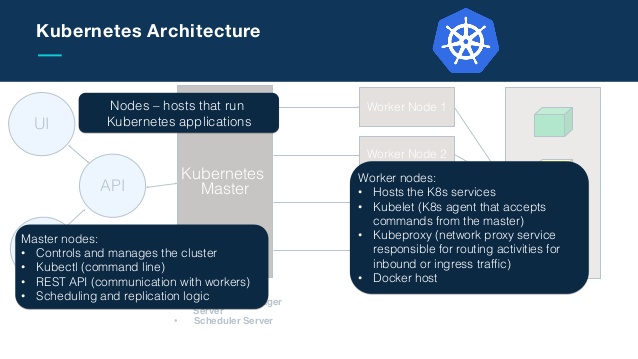 Kubernetes Architecture
Nodes – hosts that run
Kubernetes applications
UI
API
Kubernetes
Master
Worker Node 1
Worker Node 2
Worker nodes:
• Hosts the K8s services
• Kubelet (K8s agent that accepts
commands from the master)
• Kubeproxy (network proxy service
responsible for routing activities for
inbound or ingress traffic)
• Docker host
Master nodes:
• Controls and manages the cluster
• Kubectl (command line)
• REST API (communication with workers)
• Scheduling and replication logic
Server
• Scheduler Server